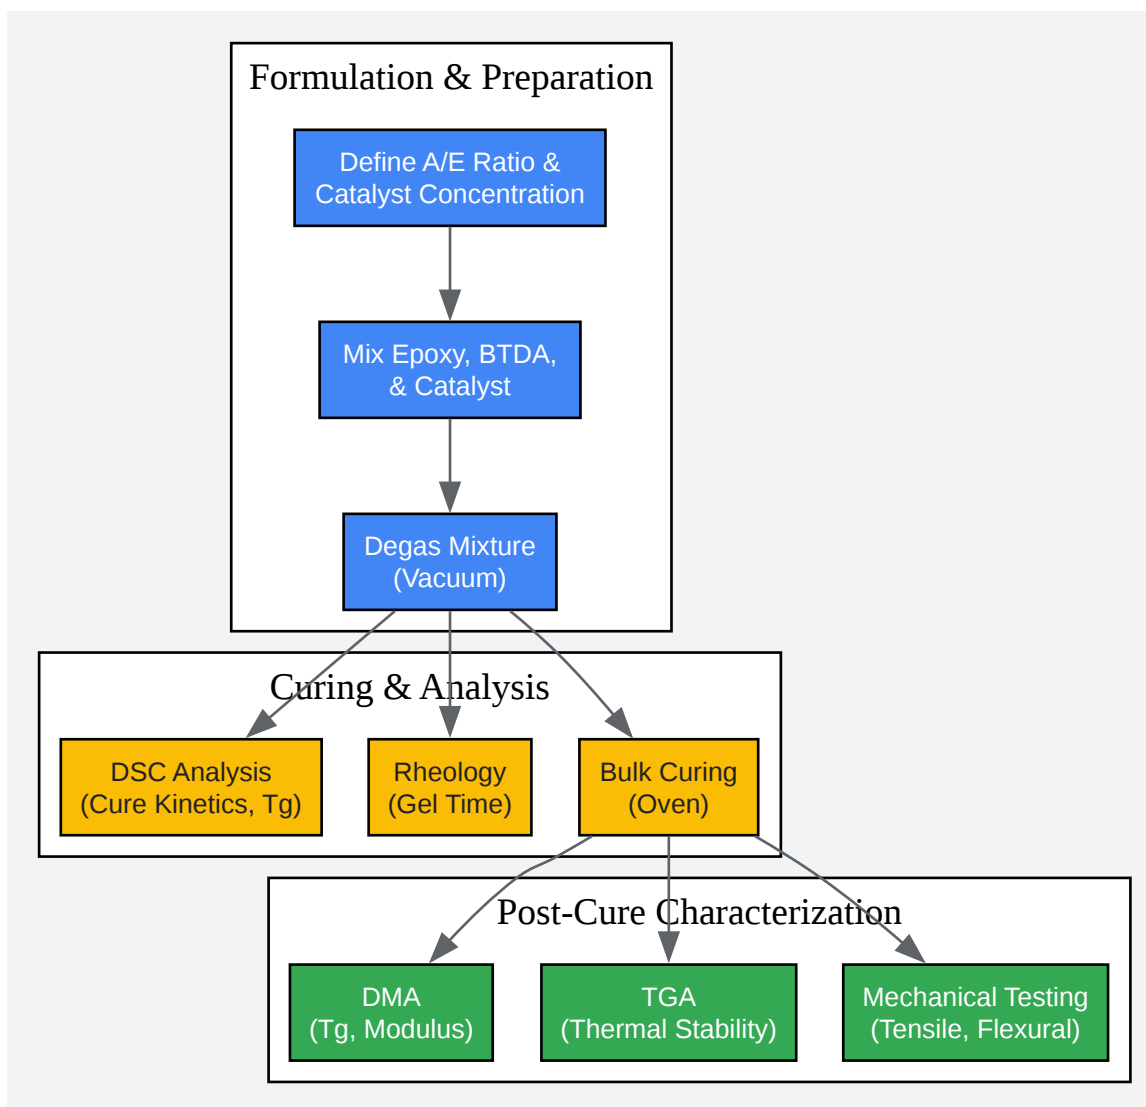 Formulation & Preparation
Define A/E Ratio &
Catalyst Concentration
Mix Epoxy, BTDA,
& Catalyst
Degas Mixture
(Vacuum)
Curing & Analysis
DSC Analysis
(Cure Kinetics, Tg)
Rheology
(Gel Time)
Bulk Curing
(Oven)
Post-Cure Characterization
DMA
(Tg, Modulus)
TGA
(Thermal Stability)
Mechanical Testing
(Tensile, Flexural)